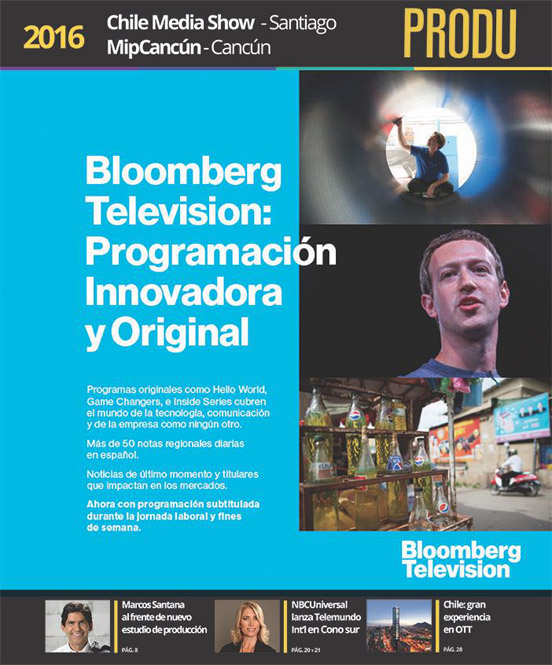 2016
Chile Media Show - Santiago
MipCancún - Cancún
PRODU
Bloomberg
Television:
Programación
Innovadora
y Original
Programas originales como Hello World,
Game Changers, e Inside Series cubren
el mundo de la tecnología, comunicación
y de la empresa como ningún otro.
Más de 50 notas regionales diarias
en español.
Noticias de último momento y titulares
que impactan en los mercados.
Ahora con programación subtitulada
durante la jornada laboral y fines
de semana.
pepsi
Bloomberg
Television
Marcos Santana
al frente de nuevo
estudio de producción
PÁG. 8
NBCUniversal
lanza Telemundo
Int'l en Cono sur
PÁG. 20 + 21
Chile: gran
experiencia
en OTT
PÁG. 28